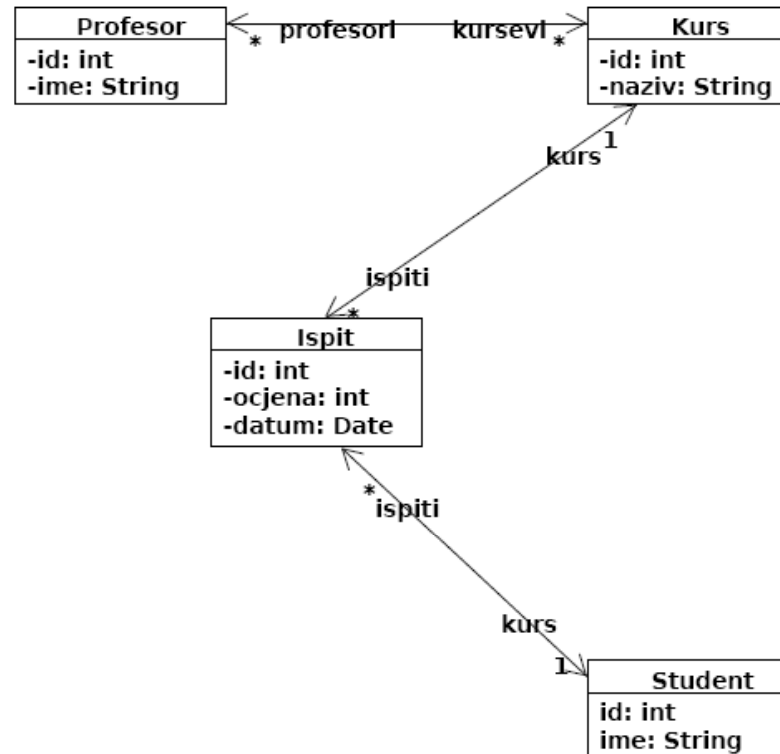 Profesor
-id: int
-ime: String
* profesori kursevi *
Kurs
-id: int
-naziv: String
1
kurs
ispiti
*
Ispit
-id: int
-ocjena: int
-datum: Date
*
ispiti
kurs
1
Student
id: int
ime: String